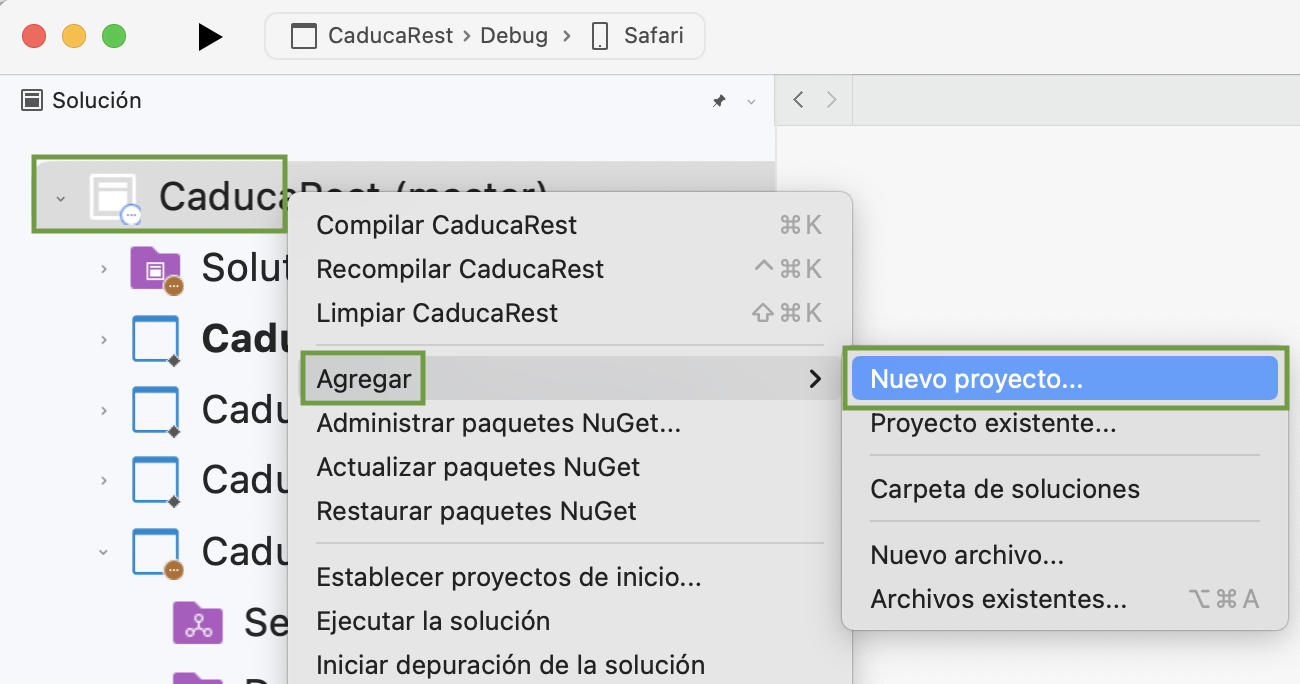 CaducaRest › Debug › Safari
Solución
CaducaRest (master)
Compilar CaducaRest ⌘K
Recompilar CaducaRest ^⌘K
Limpiar CaducaRest ⇧⌘K
Agregar
Administrar paquetes NuGet...
Actualizar paquetes NuGet
Restaurar paquetes NuGet
Establecer proyectos de inicio...
Ejecutar la solución
Iniciar depuración de la solución
Nuevo proyecto...
Proyecto existente...
Carpeta de soluciones
Nuevo archivo...
Archivos existentes... ⌥⌘A
Solut
Cadu
Cadu
Cadu
Cadu
Se